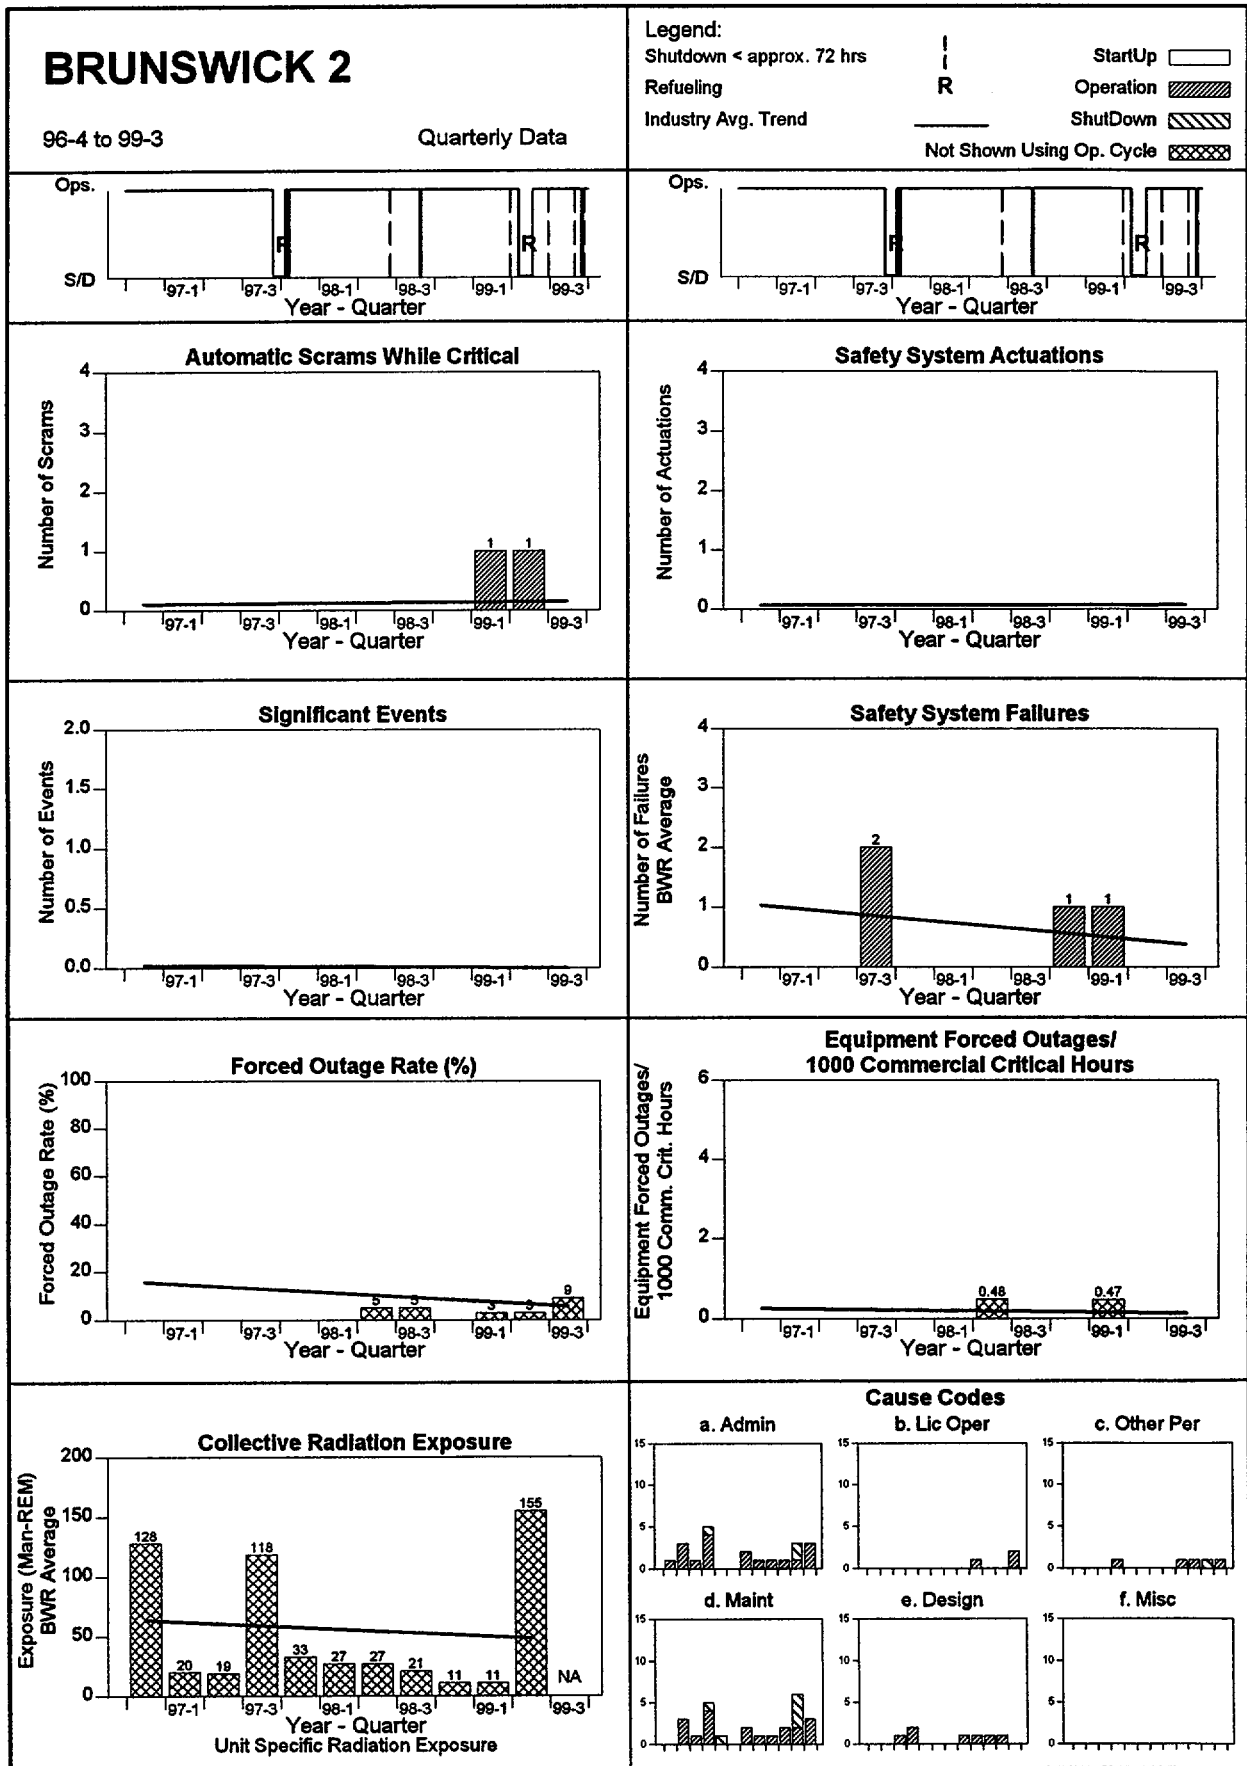 BRUNSWICK 2
96-4 to 99-3 Quarterly Data
Legend:
Shutdown < approx. 72 hrs
Refueling R
Industry Avg. Trend
StartUp
Operation
ShutDown
Not Shown Using Op. Cycle
Ops.
R R
S/D
97-1 97-3 98-1 98-3 99-1 99-3
Year - Quarter
Ops.
R R
S/D
97-1 97-3 98-1 98-3 99-1 99-3
Year - Quarter
Automatic Scrams While Critical
Number of Scrams
4
3
2
1
0
1 1
97-1 97-3 98-1 98-3 99-1 99-3
Year - Quarter
Safety System Actuations
Number of Actuations
4
3
2
1
0
97-1 97-3 98-1 98-3 99-1 99-3
Year - Quarter
Significant Events
Number of Events
2.0
1.5
1.0
0.5
0.0
97-1 97-3 98-1 98-3 99-1 99-3
Year - Quarter
Safety System Failures
Number of Failures
BWR Average
4
3
2
1
0
2 1 1
97-1 97-3 98-1 98-3 99-1 99-3
Year - Quarter
Forced Outage Rate (%)
Forced Outage Rate (%)
100
80
60
40
20
0
5 5 3 3 9
97-1 97-3 98-1 98-3 99-1 99-3
Year - Quarter
Equipment Forced Outages/
1000 Commercial Critical Hours
Equipment Forced Outages/
1000 Comm. Crit. Hours
6
4
2
0
0.48 0.47
97-1 97-3 98-1 98-3 99-1 99-3
Year - Quarter
Collective Radiation Exposure
Exposure (Man-REM)
BWR Average
200
150
100
50
0
128 20 19 118 33 27 27 21 11 11 155 NA
97-1 97-3 98-1 98-3 99-1 99-3
Year - Quarter
Unit Specific Radiation Exposure
Cause Codes
a. Admin
15
10
5
0
b. Lic Oper
15
10
5
0
c. Other Per
15
10
5
0
d. Maint
15
10
5
0
e. Design
15
10
5
0
f. Misc
15
10
5
0